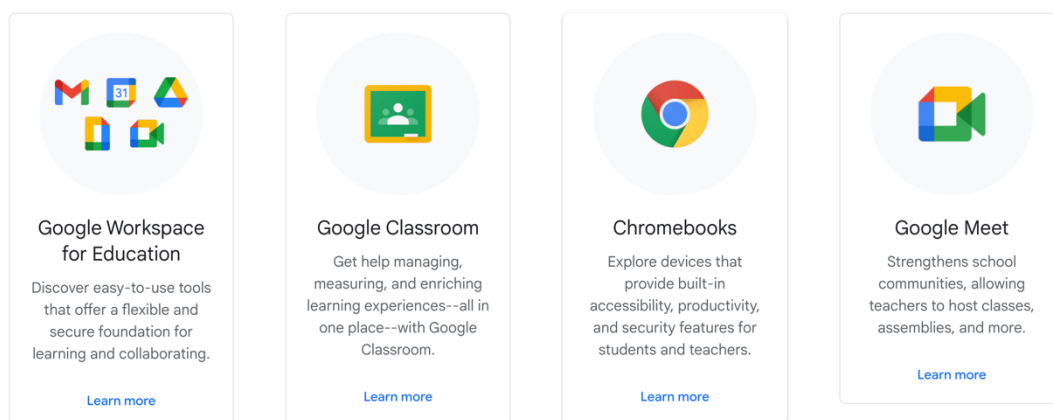 31
Google Workspace
for Education
Discover easy-to-use tools
that offer a flexible and
secure foundation for
learning and collaborating.
Learn more
Google Classroom
Get help managing,
measuring, and enriching
learning experiences--all in
one place--with Google
Classroom.
Learn more
Chromebooks
Explore devices that
provide built-in
accessibility, productivity,
and security features for
students and teachers.
Learn more
Google Meet
Strengthens school
communities, allowing
teachers to host classes,
assemblies, and more.
Learn more